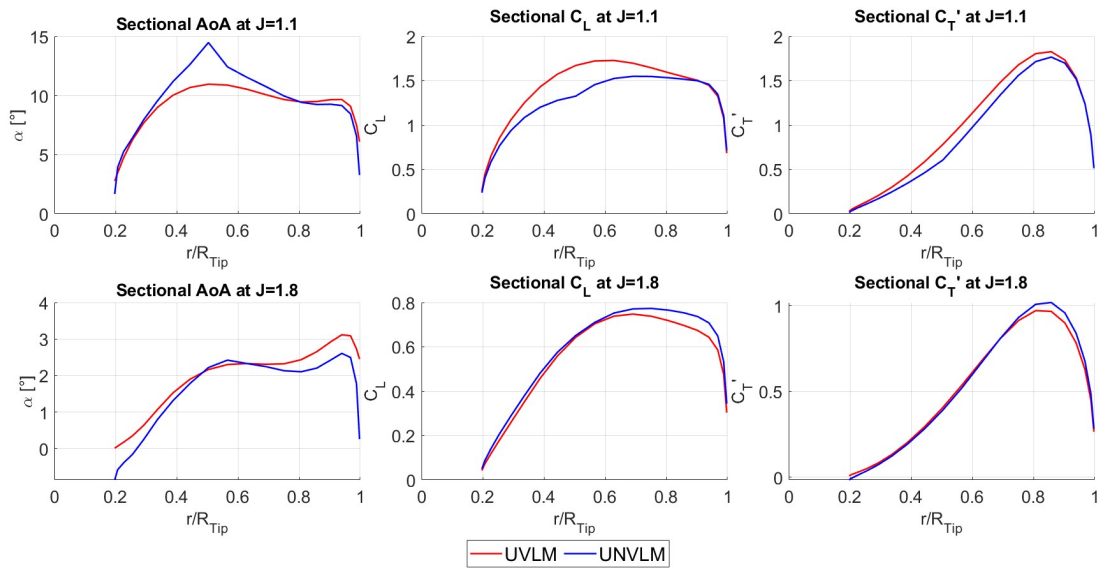 Sectional AoA at J=1.1
15
10
5
0
α [°]
0 0.2 0.4 0.6 0.8 1
r/R_Tip
Sectional C_L at J=1.1
2
1.5
1
0.5
0
C_L
0 0.2 0.4 0.6 0.8 1
r/R_Tip
Sectional C_T' at J=1.1
2
1.5
1
0.5
0
C_T'
0 0.2 0.4 0.6 0.8 1
r/R_Tip
Sectional AoA at J=1.8
4
3
2
1
0
α [°]
0 0.2 0.4 0.6 0.8 1
r/R_Tip
Sectional C_L at J=1.8
0.8
0.6
0.4
0.2
0
C_L
0 0.2 0.4 0.6 0.8 1
r/R_Tip
Sectional C_T' at J=1.8
1
0.5
0
C_T'
0 0.2 0.4 0.6 0.8 1
r/R_Tip
UVLM UNVLM